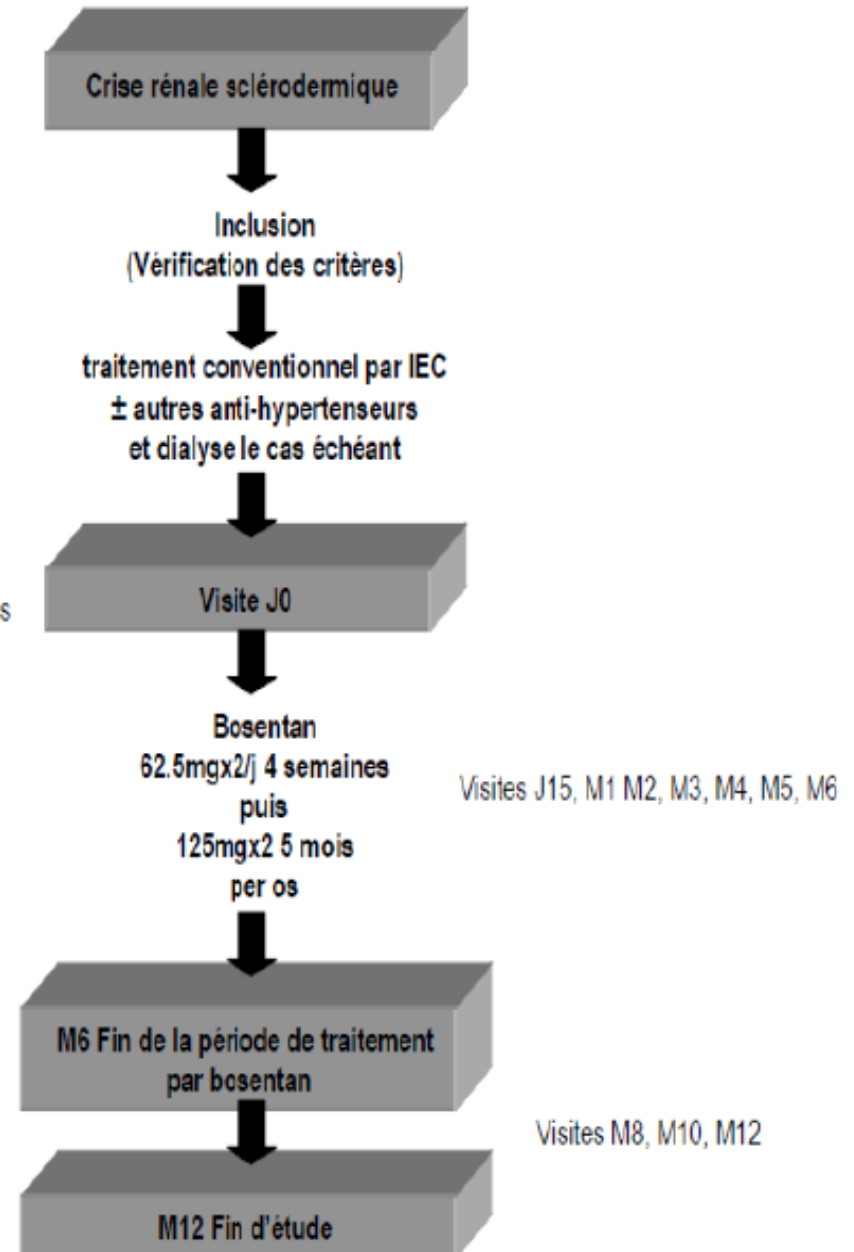 Crise rénale sclérodermique
Inclusion
(Vérification des critères)
traitement conventionnel par IEC
± autres anti-hypertenseurs
et dialyse le cas échéant
Visite J0
Bosentan
62.5mgx2/j 4 semaines
puis
125mgx2 5 mois
per os
Visites J15, M1 M2, M3, M4, M5, M6
M6 Fin de la période de traitement
par bosentan
Visites M8, M10, M12
M12 Fin d'étude